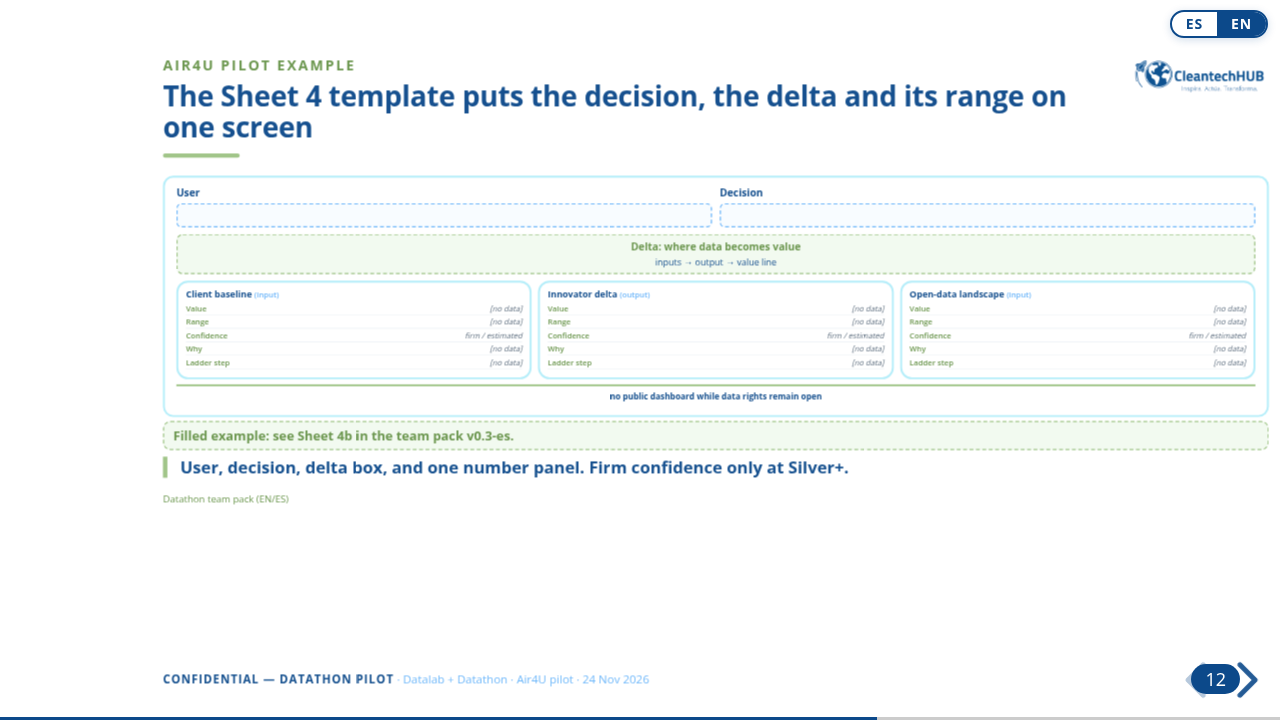 ES EN
AIR4U PILOT EXAMPLE
CleantechHUB
Inspira. Actúa. Transforma.
The Sheet 4 template puts the decision, the delta and its range on
one screen
User Decision
Delta: where data becomes value
inputs → output → value line
Client baseline (input)
Value [no data]
Range [no data]
Confidence firm / estimated
Why [no data]
Ladder step [no data]
Innovator delta (output)
Value [no data]
Range [no data]
Confidence firm / estimated
Why [no data]
Ladder step [no data]
Open-data landscape (input)
Value [no data]
Range [no data]
Confidence firm / estimated
Why [no data]
Ladder step [no data]
no public dashboard while data rights remain open
Filled example: see Sheet 4b in the team pack v0.3-es.
User, decision, delta box, and one number panel. Firm confidence only at Silver+.
Datathon team pack (EN/ES)
CONFIDENTIAL — DATATHON PILOT · Datalab + Datathon · Air4U pilot · 24 Nov 2026
12